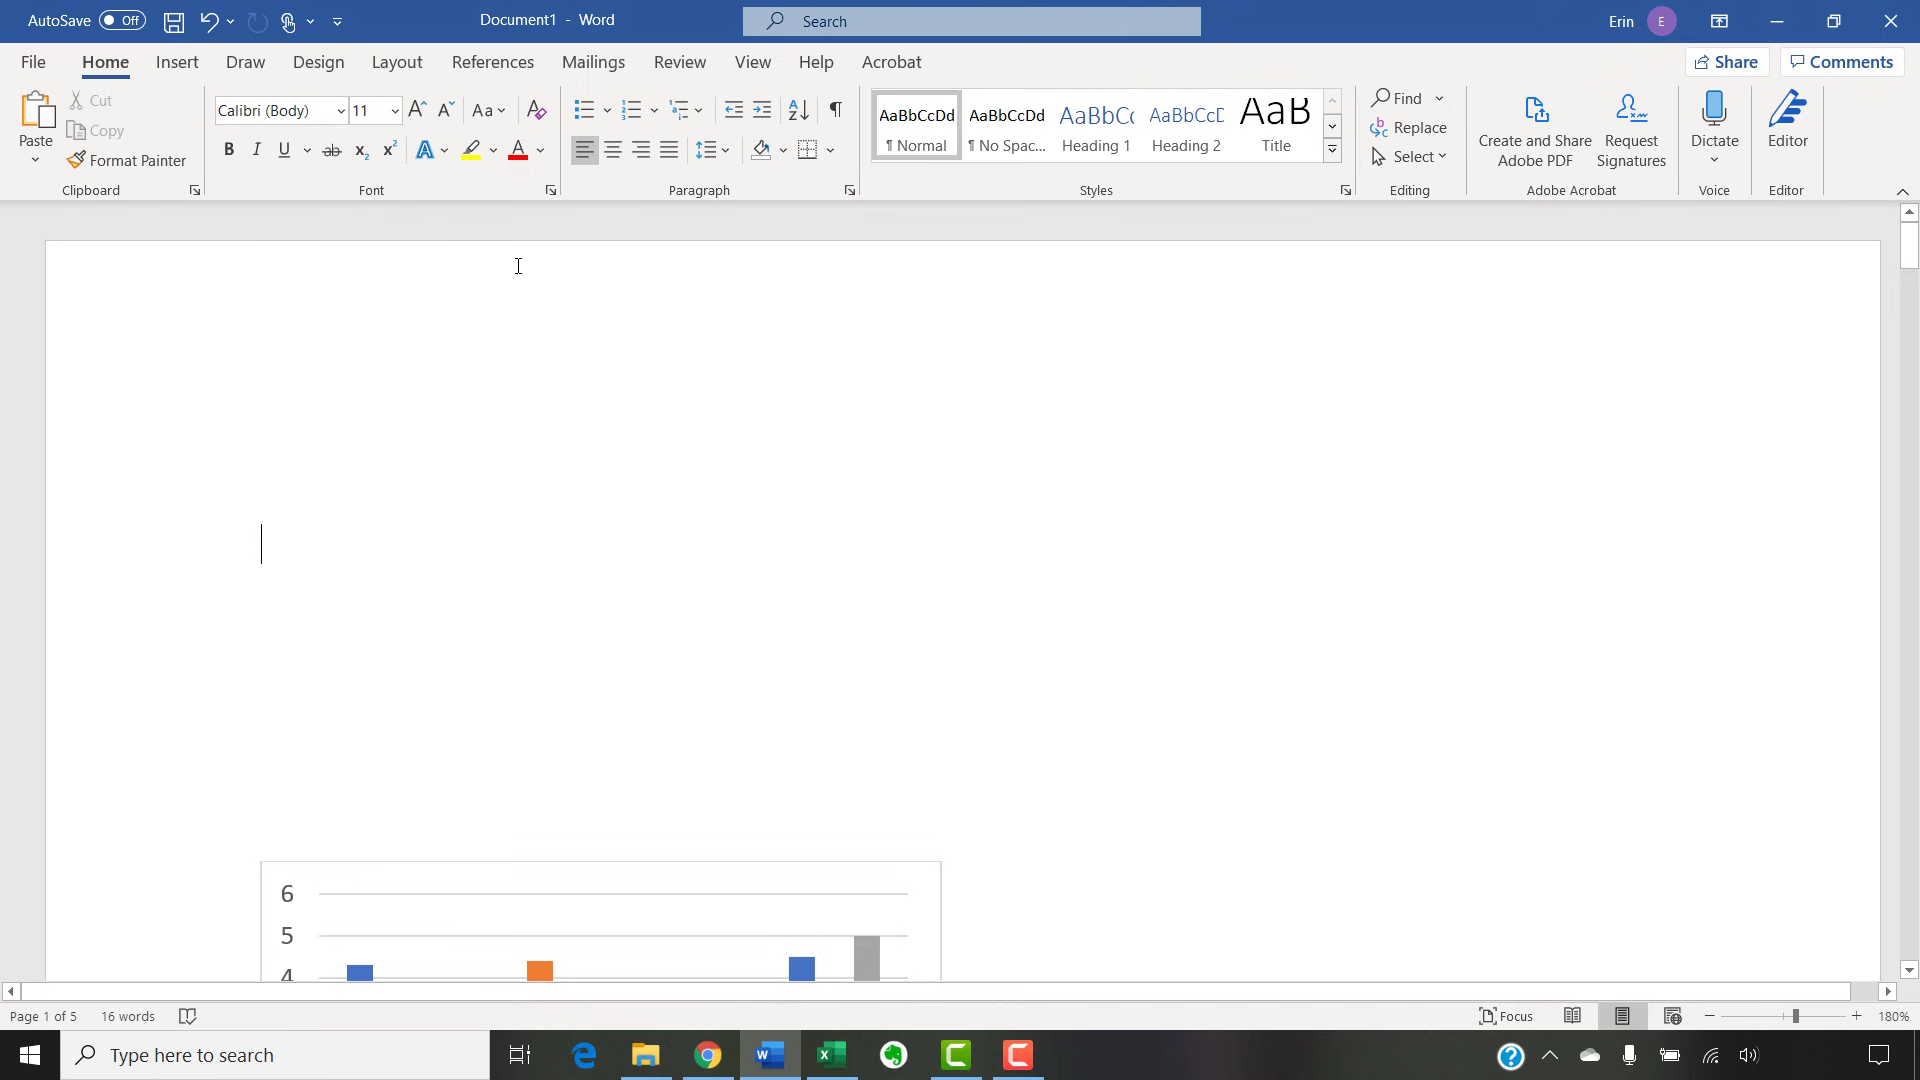 AutoSave Off Document1 - Word Search Erin E
File Home Insert Draw Design Layout References Mailings Review View Help Acrobat Share Comments
Paste Cut Copy Format Painter Clipboard
Calibri (Body) 11 A A Aa A
B I U ab x2 x2 A A
Font
Paragraph
AaBbCcDd AaBbCcDd AaBbCc AaBbCcD AaB
¶ Normal ¶ No Spac... Heading 1 Heading 2 Title
Styles
Find
Replace
Select
Editing
Create and Share Adobe PDF
Request Signatures
Adobe Acrobat
Dictate
Voice
Editor
Editor
6
5
4
Page 1 of 5 16 words Focus 180%
Type here to search